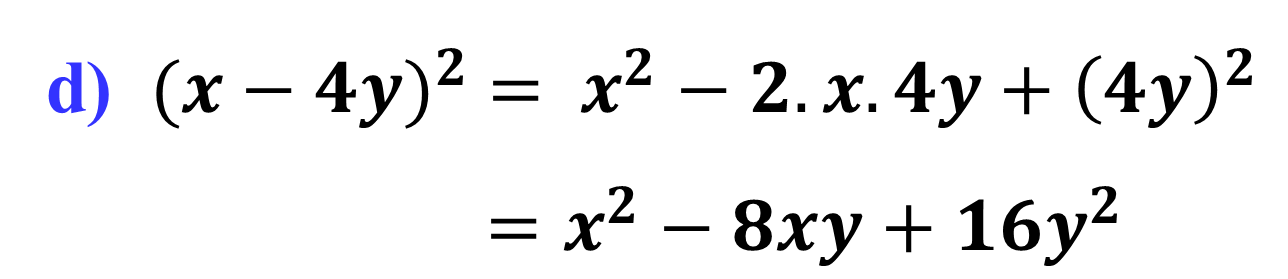 d) (x − 4y)² = x² − 2. x. 4y + (4y)²
= x² − 8xy + 16y²